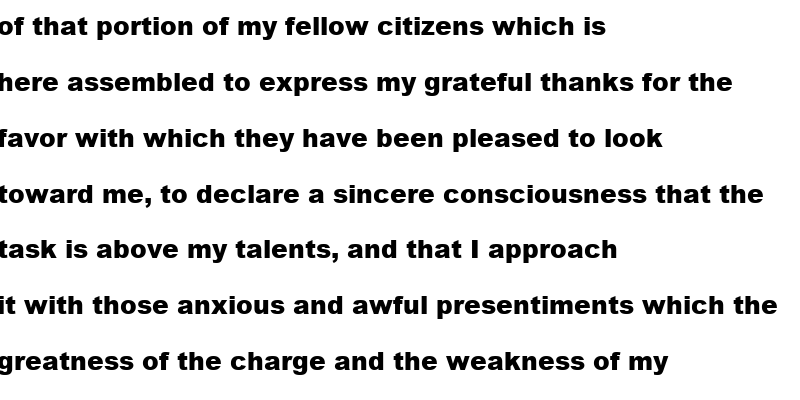 of that portion of my fellow citizens which is
here assembled to express my grateful thanks for the
favor with which they have been pleased to look
toward me, to declare a sincere consciousness that the
task is above my talents, and that I approach
it with those anxious and awful presentiments which the
greatness of the charge and the weakness of my